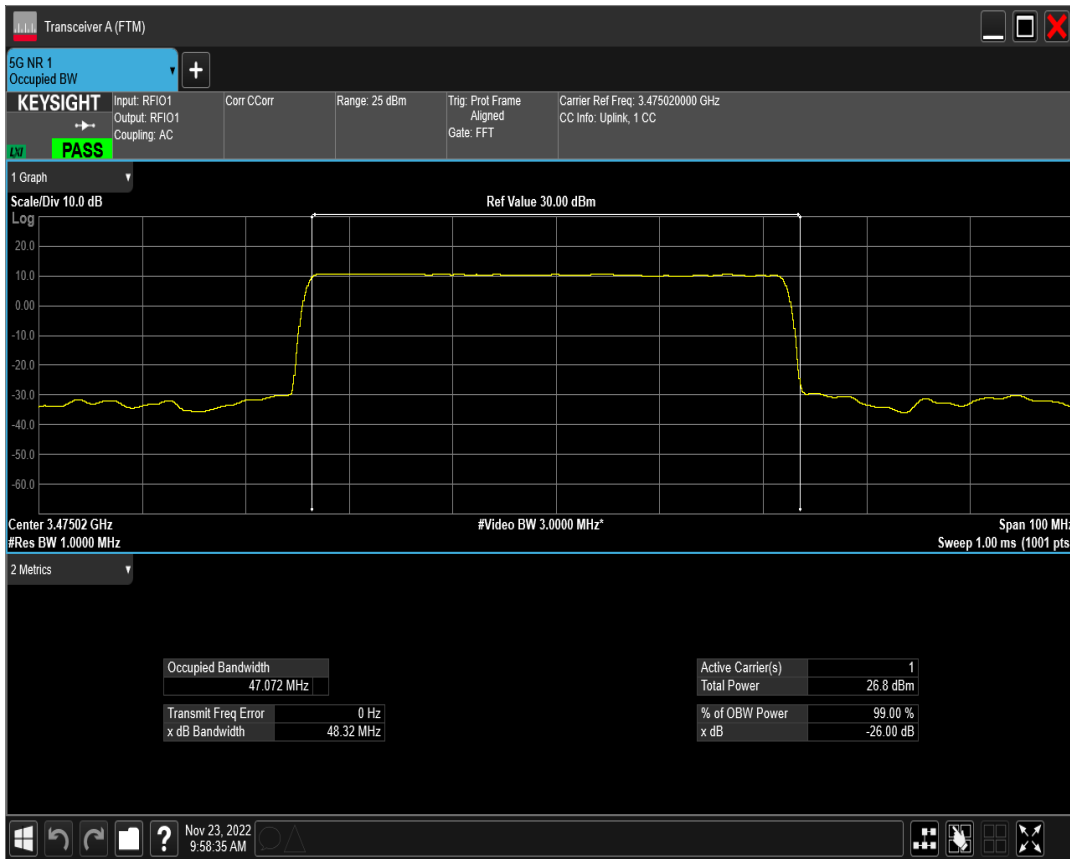 Transceiver A (FTM)
5G NR 1
Occupied BW
+
KEYSIGHT
LXI
PASS
Input: RFIO1
Output: RFIO1
Coupling: AC
Corr CCorr
Range: 25 dBm
Trig: Prot Frame
Aligned
Gate: FFT
Carrier Ref Freq: 3.475020000 GHz
CC Info: Uplink, 1 CC
1 Graph
Scale/Div 10.0 dB
Ref Value 30.00 dBm
Log
20.0
10.0
0.00
-10.0
-20.0
-30.0
-40.0
-50.0
-60.0
Center 3.47502 GHz
#Video BW 3.0000 MHz*
Span 100 MHz
#Res BW 1.0000 MHz
Sweep 1.00 ms (1001 pts
2 Metrics
Occupied Bandwidth
47.072 MHz
Transmit Freq Error 0 Hz
x dB Bandwidth 48.32 MHz
Active Carrier(s) 1
Total Power 26.8 dBm
% of OBW Power 99.00 %
x dB -26.00 dB
?
Nov 23, 2022
9:58:35 AM